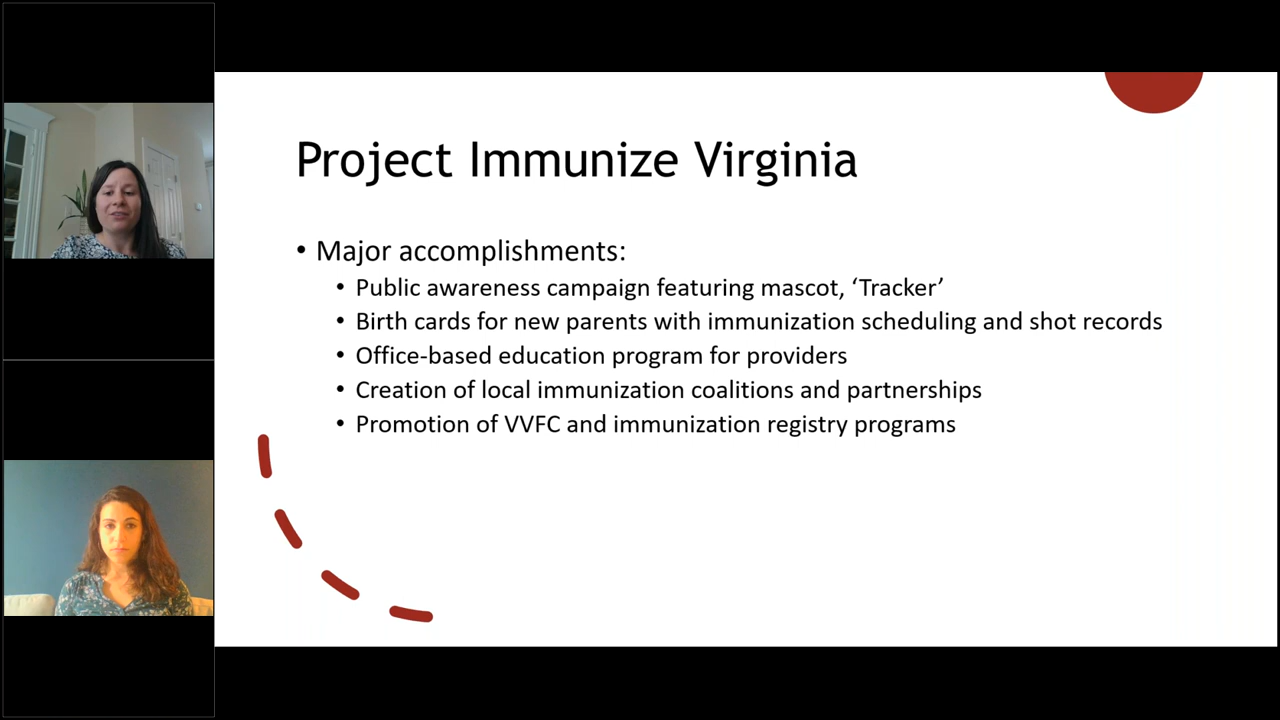 Project Immunize Virginia
• Major accomplishments:
• Public awareness campaign featuring mascot, ‘Tracker’
• Birth cards for new parents with immunization scheduling and shot records
• Office-based education program for providers
• Creation of local immunization coalitions and partnerships
• Promotion of VVFC and immunization registry programs